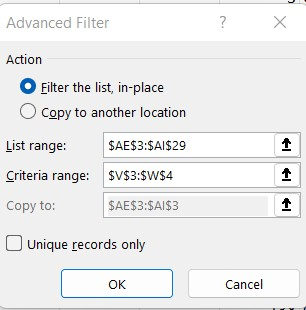 Advanced Filter ?
Action
Filter the list, in-place
Copy to another location
List range: $AE$3:$AI$29
Criteria range: $V$3:$W$4
Copy to: $AE$3:$AI$3
Unique records only
OK Cancel